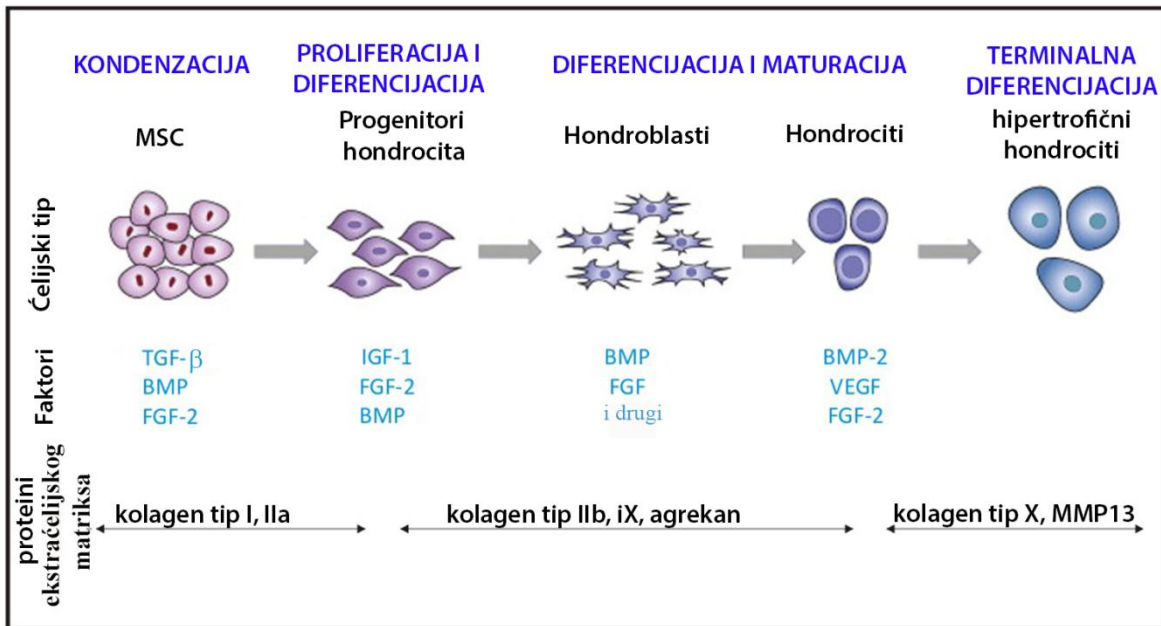 KONDENZACIJA
PROLIFERACIJA I
DIFERENCIJACIJA
DIFERENCIJACIJA I MATURACIJA
TERMINALNA
DIFERENCIJACIJA
MSC
Progenitori
hondrocita
Hondroblasti
Hondrociti
hipertrofični
hondrociti
Ćelijski tip
Faktori
TGF-β
BMP
FGF-2
IGF-1
FGF-2
BMP
BMP
FGF
i drugi
BMP-2
VEGF
FGF-2
proteini
ekstraćelijskog
matriksa
kolagen tip I, IIa
kolagen tip IIb, iX, agrekan
kolagen tip X, MMP13